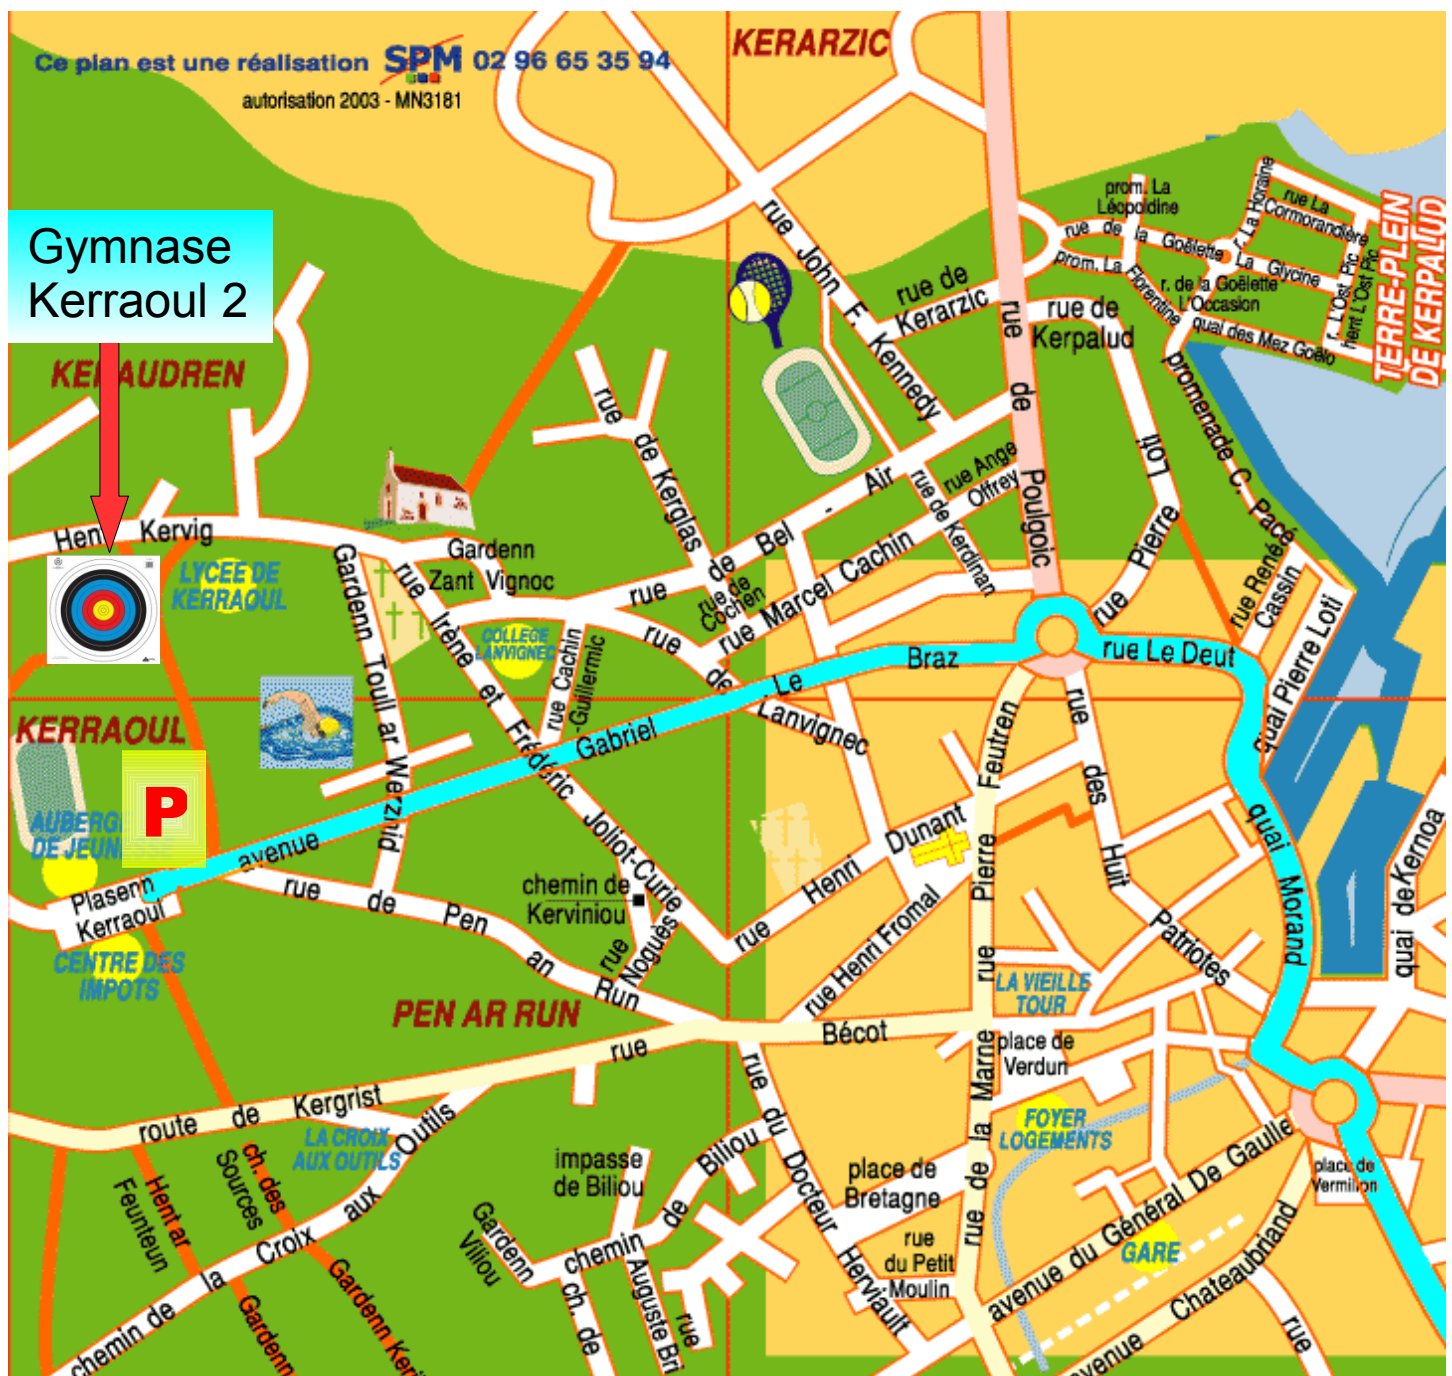 Ce plan est une réalisation SPM 02 96 65 35 94
autorisation 2003 - MN3181
KERARZIC
Gymnase
Kerraoul 2
prom. La
Léopoldine
rue La
Cormorandière
r. La Horaine
rue de la Goëlette
La Glycine
prom. La Florentine
r. de la Goëlette
L'Occasion
quai des Mez Goëlo
r. L'Ost Pic
hent L'Ost Pic
TERRE-PLEIN
DE KERPALUD
rue John F. Kennedy
rue de
Kerarzic
rue de Poulgoic
rue de
Kerpalud
rue Pierre Loti
promenade C. Pace
rue Renée
Cassin
quai Pierre Loti
rue de Kerglas
rue de Bel - Air
rue Ange
Offrey
rue de Kerdinan
rue Marcel Cachin
rue de
Cochen
Kervig
LYCEE DE
KERRAOUL
Gardenn
Zant Vignoc
Gardenn Toull ar Werzhid
rue Irène et Frédéric Joliot-Curie
COLLEGE
LANVIGNEC
rue Cachin
-Guillermic
rue de Lanvignec
avenue Gabriel Le Braz
rue Le Deut
KERRAOUL
P
Plasenn
Kerraoul
CENTRE DES
IMPOTS
rue de Pen an Run
chemin de
Kerviniou
rue Noguès
PEN AR RUN
rue Henri Dunant
rue Henri Fromal
rue Pierre Feutren
rue des Huit Patriotes
quai Morand
quai de Kernoa
LA VIEILLE
TOUR
place de
Verdun
rue Bécot
route de Kergrist
LA CROIX
AUX OUTILS
ch. des
Sources
Hent ar
Feunteun
chemin de la Croix aux Outils
impasse
de Biliou
Gardenn
Viliou
chemin de Biliou
ch. de
Auguste Bri
rue
rue du Docteur Herviault
place de
Bretagne
rue
du Petit
Moulin
rue de la Marne
FOYER
LOGEMENTS
avenue du Général De Gaulle
GARE
place de
Vermillon
avenue Chateaubriand
rue
Gardenn